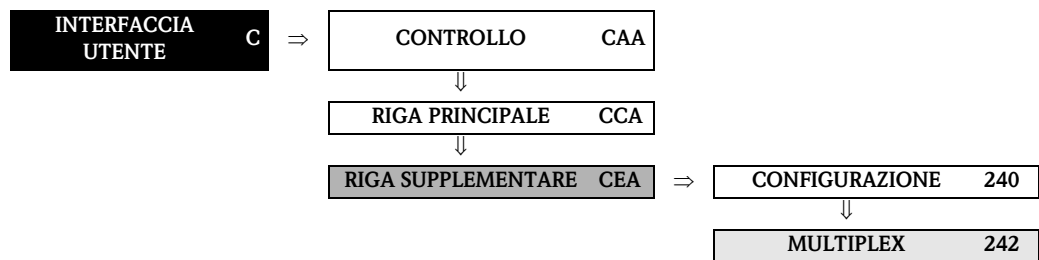 INTERFACCIA UTENTE C ⇒ CONTROLLO CAA
⇓
RIGA PRINCIPALE CCA
⇓
RIGA SUPPLEMENTARE CEA ⇒ CONFIGURAZIONE 240
⇓
MULTIPLEX 242